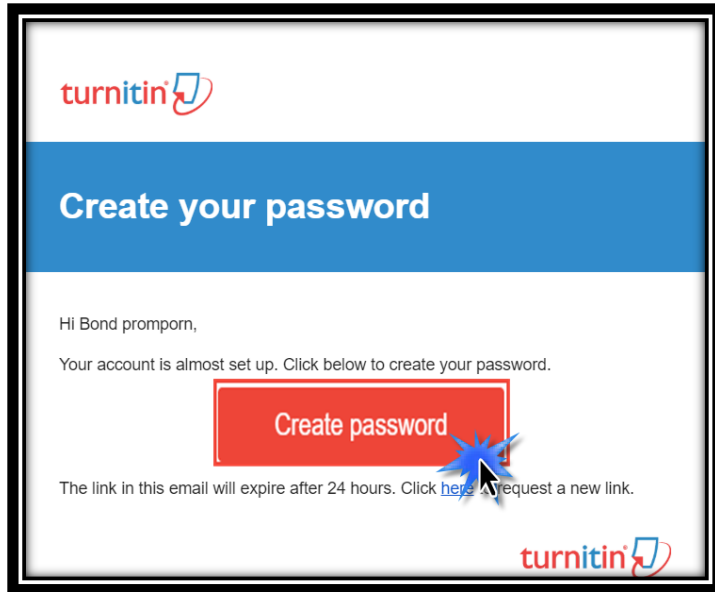 turnitin
Create your password
Hi Bond promporn,
Your account is almost set up. Click below to create your password.
Create password
The link in this email will expire after 24 hours. Click here to request a new link.
turnitin